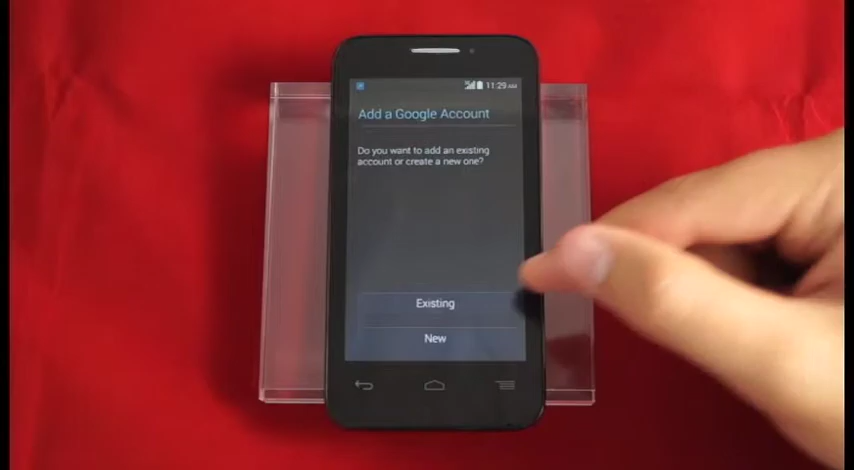 11:29 AM
Add a Google Account
Do you want to add an existing
account or create a new one?
Existing
New